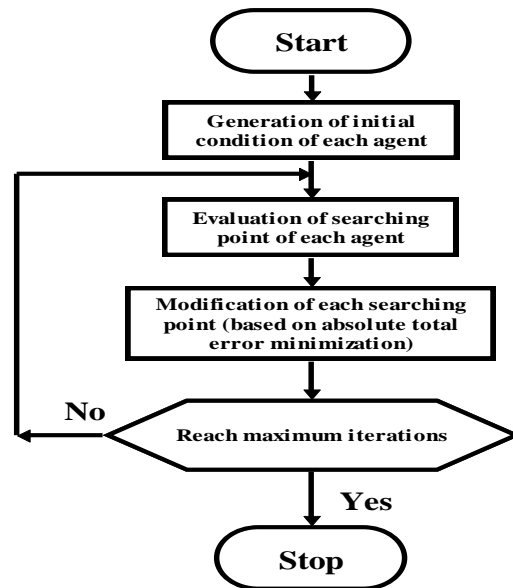 Start
Generation of initial
condition of each agent
Evaluation of searching
point of each agent
Modification of each searching
point (based on absolute total
error minimization)
No
Reach maximum iterations
Yes
Stop